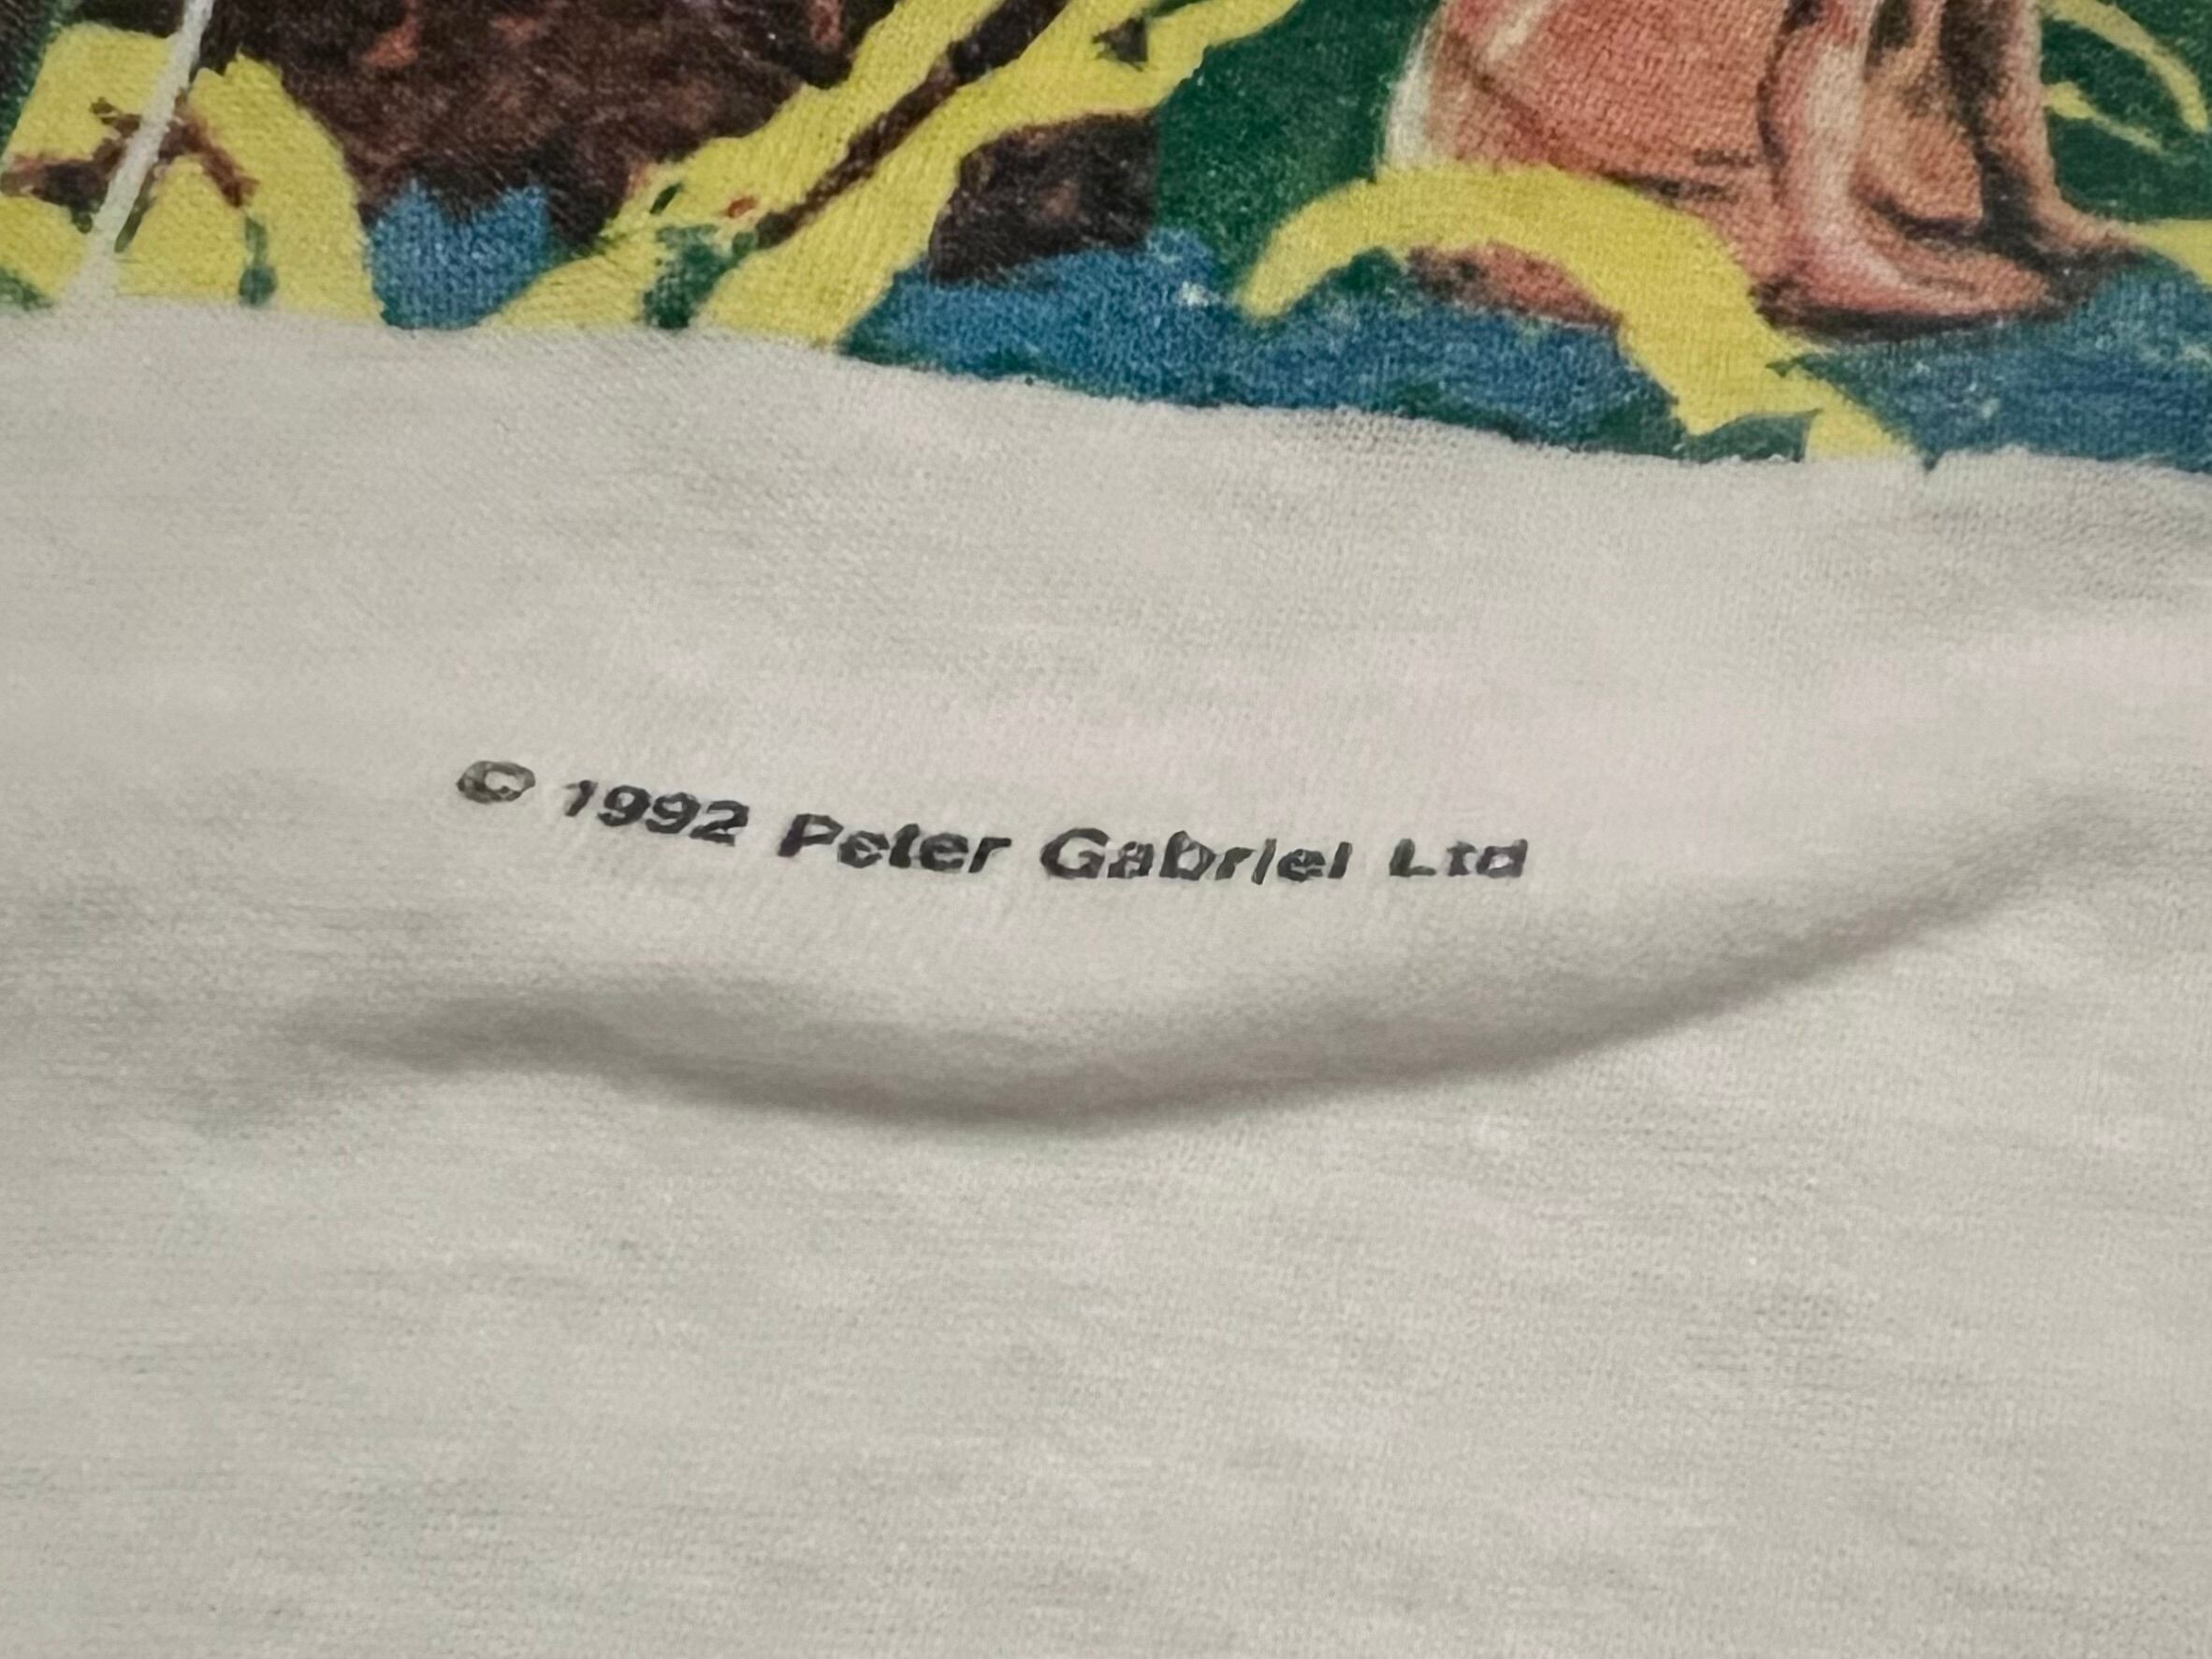 © 1992 Peter Gabriel Ltd